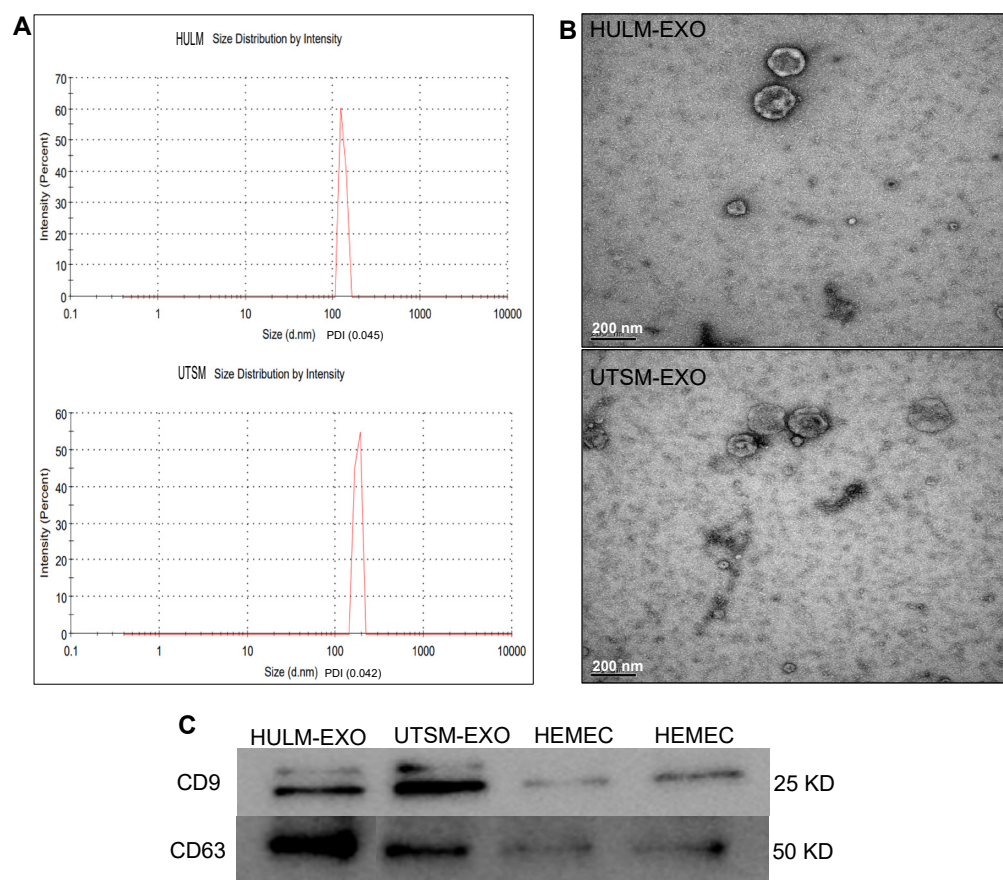 A
HULM Size Distribution by Intensity
Intensity (Percent)
70
60
50
40
30
20
10
0
0.1 1 10 100 1000 10000
Size (d.nm) PDI (0.045)
UTSM Size Distribution by Intensity
Intensity (Percent)
60
50
40
30
20
10
0
0.1 1 10 100 1000 10000
Size (d.nm) PDI (0.042)
B
HULM-EXO
200 nm
UTSM-EXO
200 nm
C
HULM-EXO UTSM-EXO HEMEC HEMEC
CD9 25 KD
CD63 50 KD